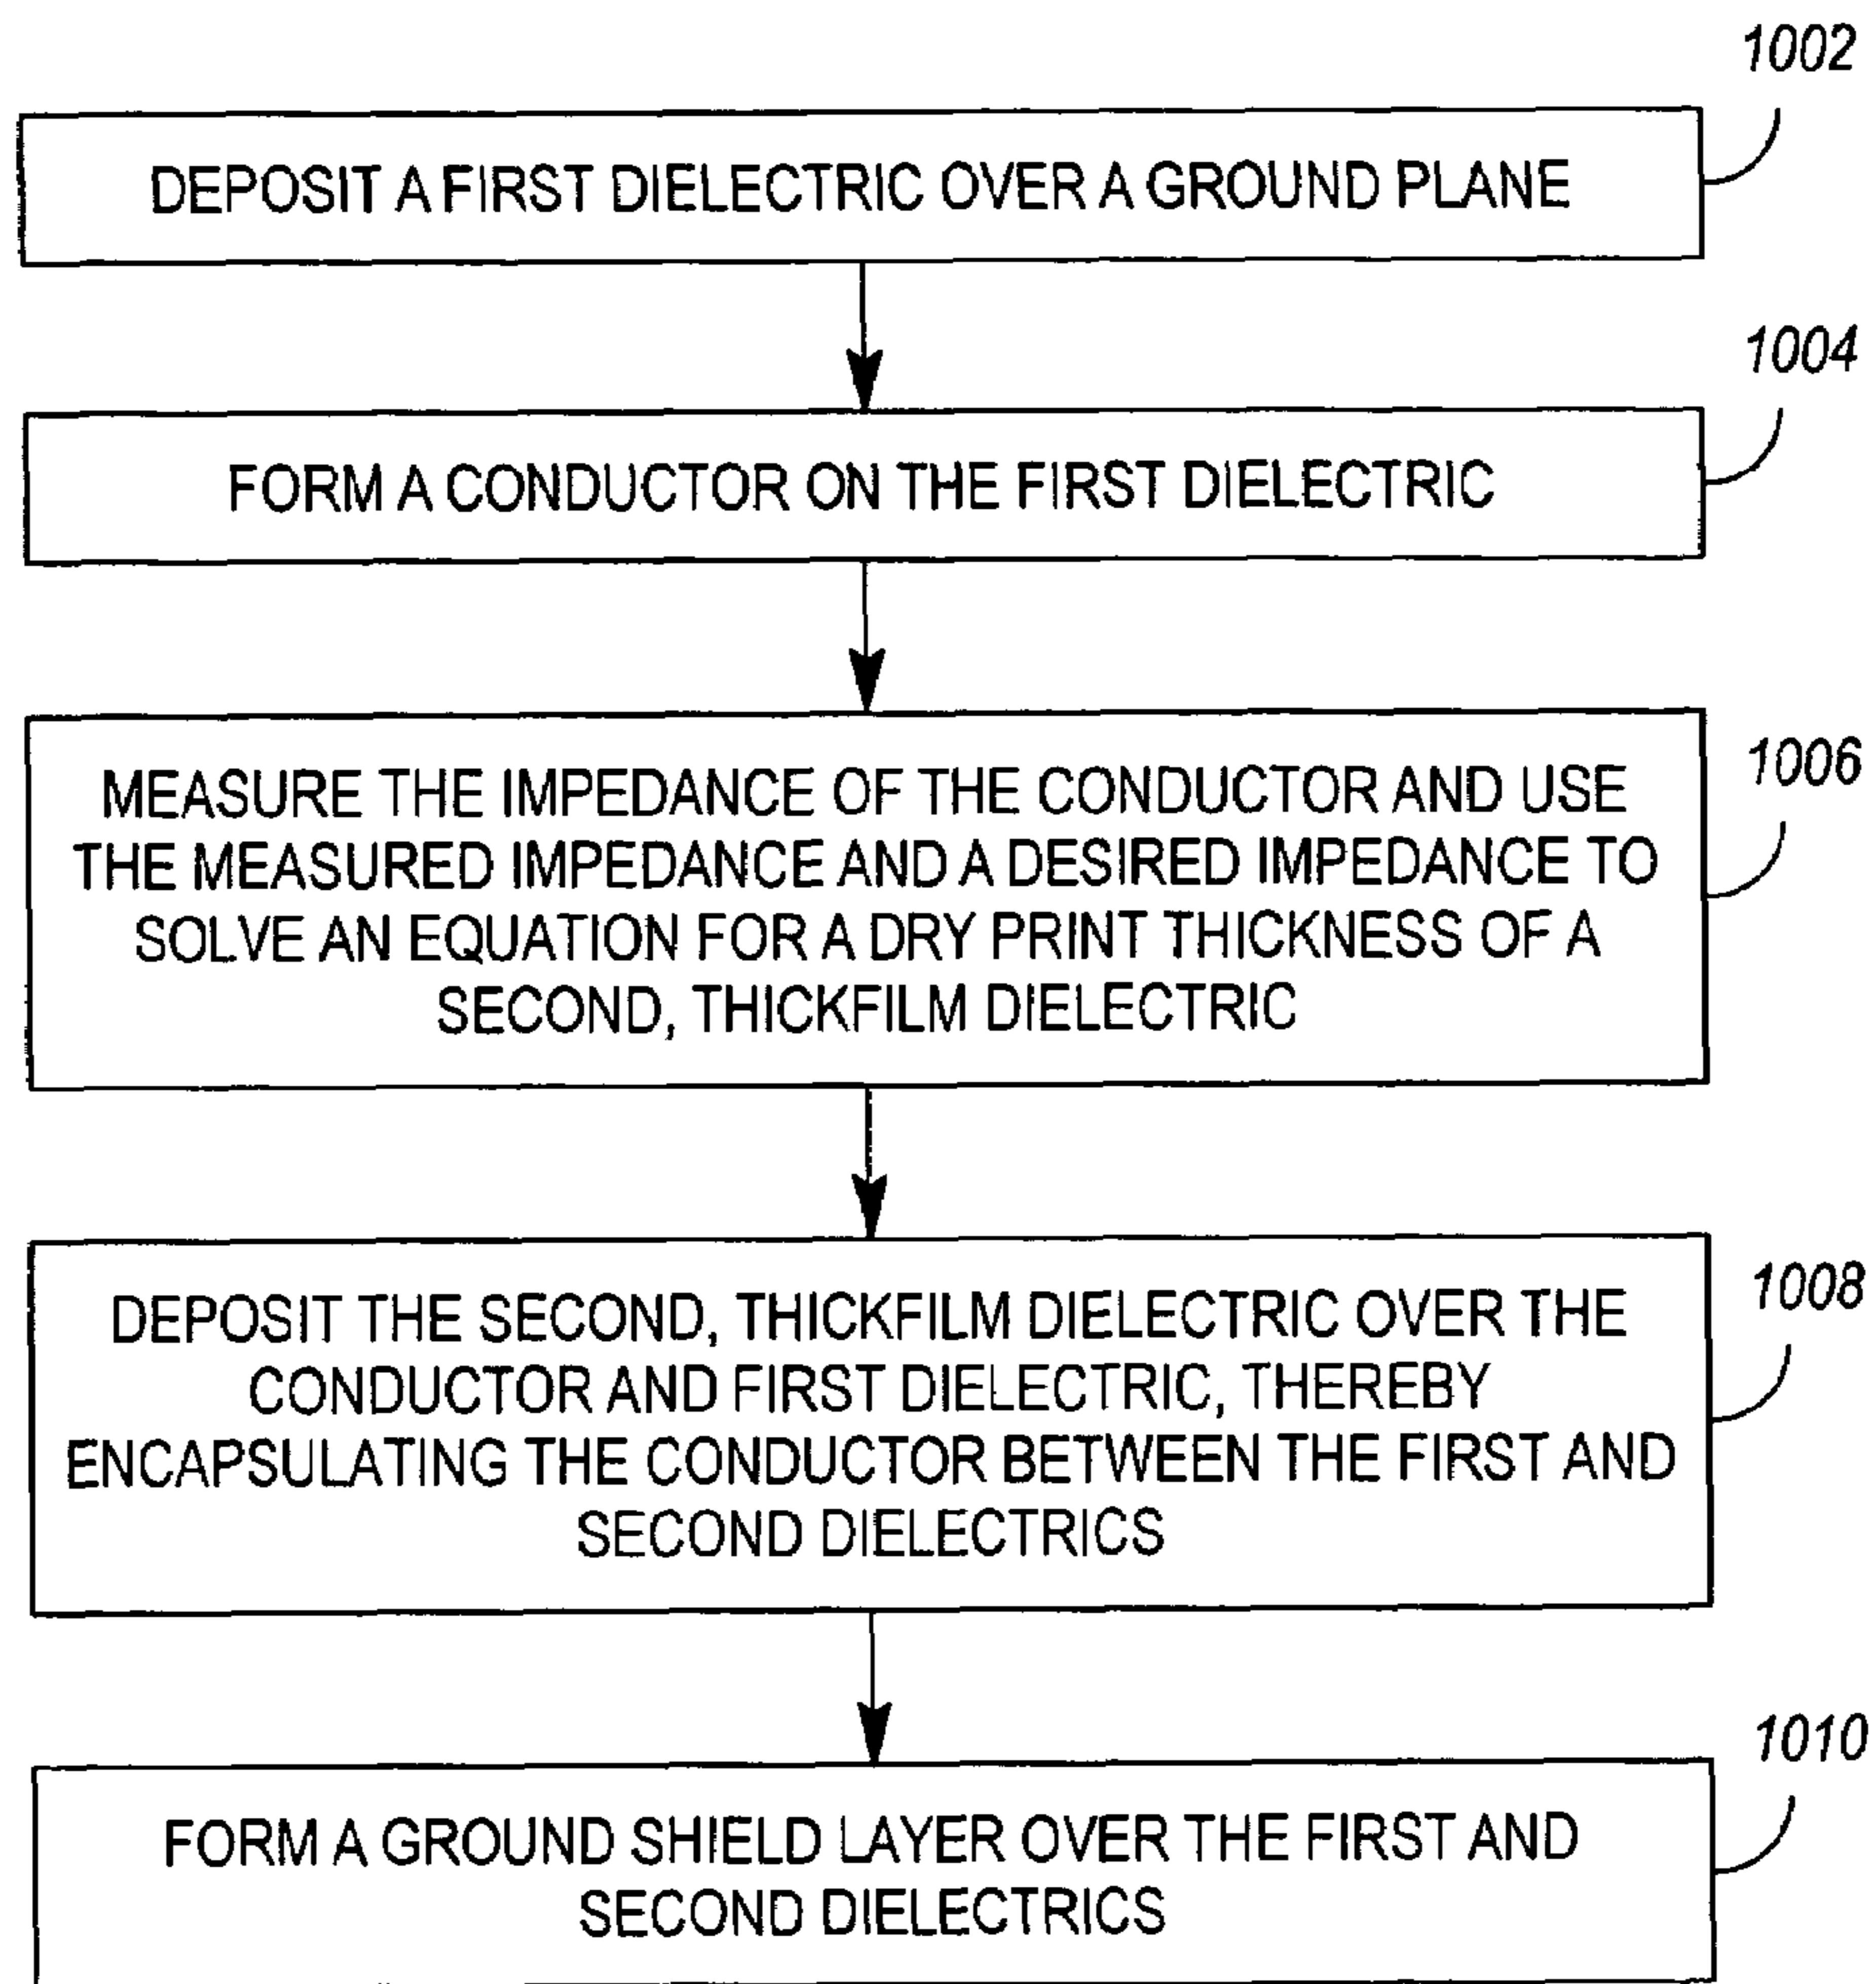 1002
DEPOSIT A FIRST DIELECTRIC OVER A GROUND PLANE
1004
FORM A CONDUCTOR ON THE FIRST DIELECTRIC
1006
MEASURE THE IMPEDANCE OF THE CONDUCTOR AND USE
THE MEASURED IMPEDANCE AND A DESIRED IMPEDANCE TO
SOLVE AN EQUATION FOR A DRY PRINT THICKNESS OF A
SECOND, THICKFILM DIELECTRIC
1008
DEPOSIT THE SECOND, THICKFILM DIELECTRIC OVER THE
CONDUCTOR AND FIRST DIELECTRIC, THEREBY
ENCAPSULATING THE CONDUCTOR BETWEEN THE FIRST AND
SECOND DIELECTRICS
1010
FORM A GROUND SHIELD LAYER OVER THE FIRST AND
SECOND DIELECTRICS